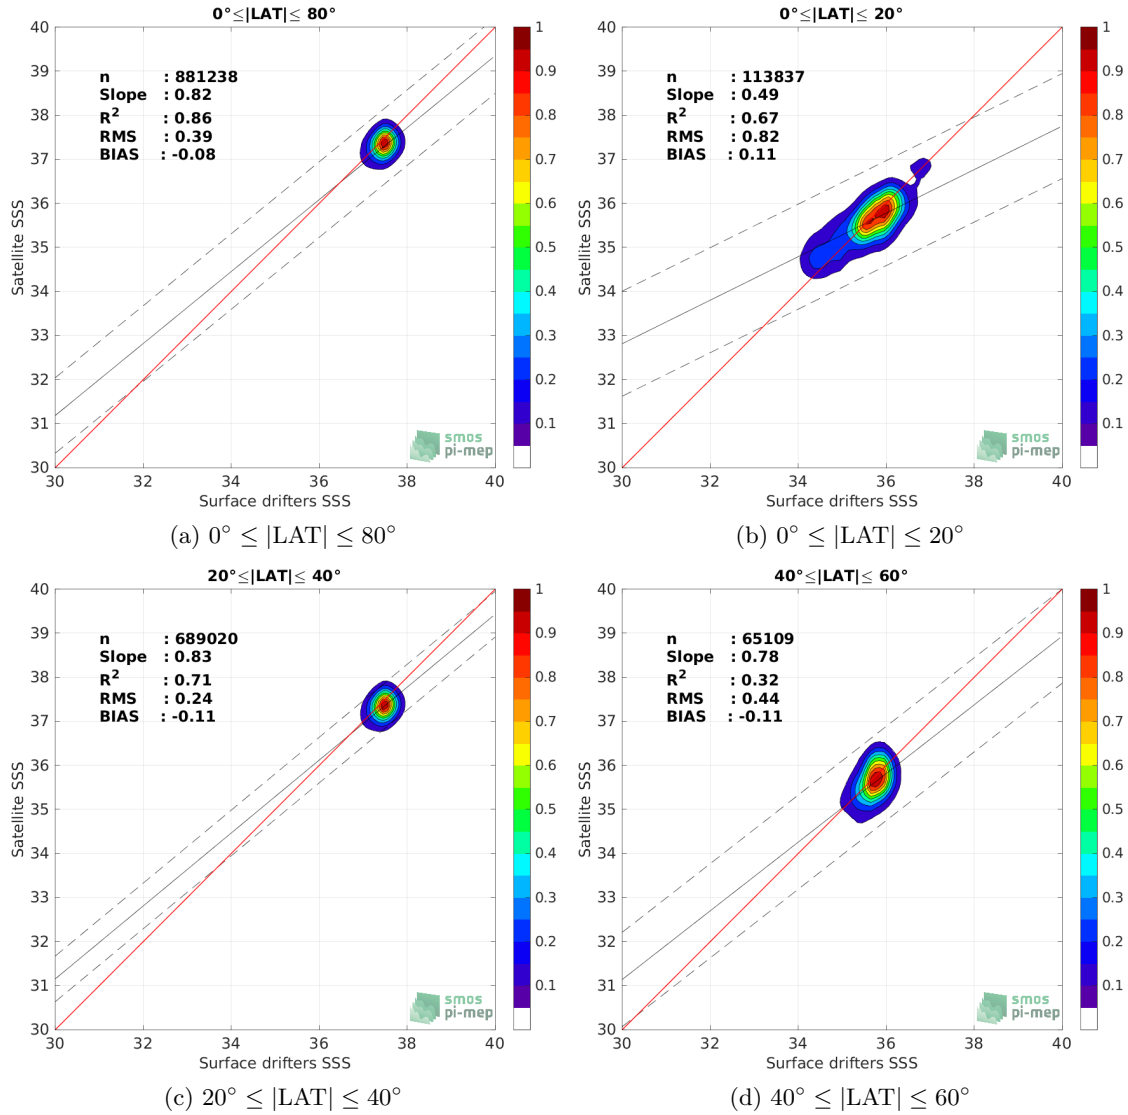 0°≤|LAT|≤ 80°
n : 881238
Slope : 0.82
R² : 0.86
RMS : 0.39
BIAS : -0.08
40
39
38
37
36
35
34
33
32
31
30
Satellite SSS
30 32 34 36 38 40
Surface drifters SSS
1
0.9
0.8
0.7
0.6
0.5
0.4
0.3
0.2
0.1
smos
pi-mep
(a) 0° ≤ |LAT| ≤ 80°
0°≤|LAT|≤ 20°
n : 113837
Slope : 0.49
R² : 0.67
RMS : 0.82
BIAS : 0.11
40
39
38
37
36
35
34
33
32
31
30
Satellite SSS
30 32 34 36 38 40
Surface drifters SSS
1
0.9
0.8
0.7
0.6
0.5
0.4
0.3
0.2
0.1
smos
pi-mep
(b) 0° ≤ |LAT| ≤ 20°
20°≤|LAT|≤ 40°
n : 689020
Slope : 0.83
R² : 0.71
RMS : 0.24
BIAS : -0.11
40
39
38
37
36
35
34
33
32
31
30
Satellite SSS
30 32 34 36 38 40
Surface drifters SSS
1
0.9
0.8
0.7
0.6
0.5
0.4
0.3
0.2
0.1
smos
pi-mep
(c) 20° ≤ |LAT| ≤ 40°
40°≤|LAT|≤ 60°
n : 65109
Slope : 0.78
R² : 0.32
RMS : 0.44
BIAS : -0.11
40
39
38
37
36
35
34
33
32
31
30
Satellite SSS
30 32 34 36 38 40
Surface drifters SSS
1
0.9
0.8
0.7
0.6
0.5
0.4
0.3
0.2
0.1
smos
pi-mep
(d) 40° ≤ |LAT| ≤ 60°